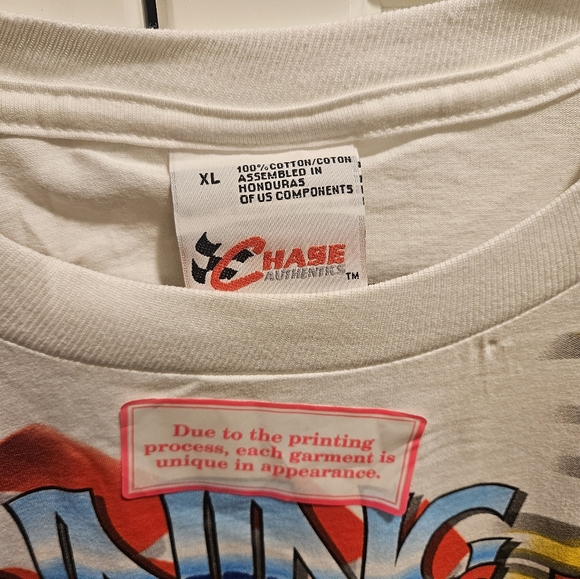 XL
100% COTTON/COTON
ASSEMBLED IN
HONDURAS
OF US COMPONENTS
CHASE
AUTHENTICS TM
Due to the printing
process, each garment is
unique in appearance.